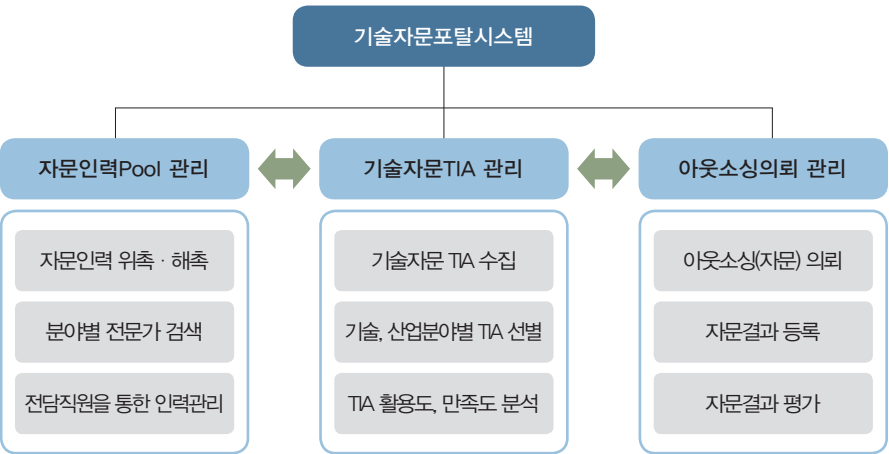 기술자문포탈시스템
자문인력Pool 관리
기술자문TIA 관리
아웃소싱의뢰 관리
자문인력 위촉 · 해촉
분야별 전문가 검색
전담직원을 통한 인력관리
기술자문 TIA 수집
기술, 산업분야별 TIA 선별
TIA 활용도, 만족도 분석
아웃소싱(자문) 의뢰
자문결과 등록
자문결과 평가